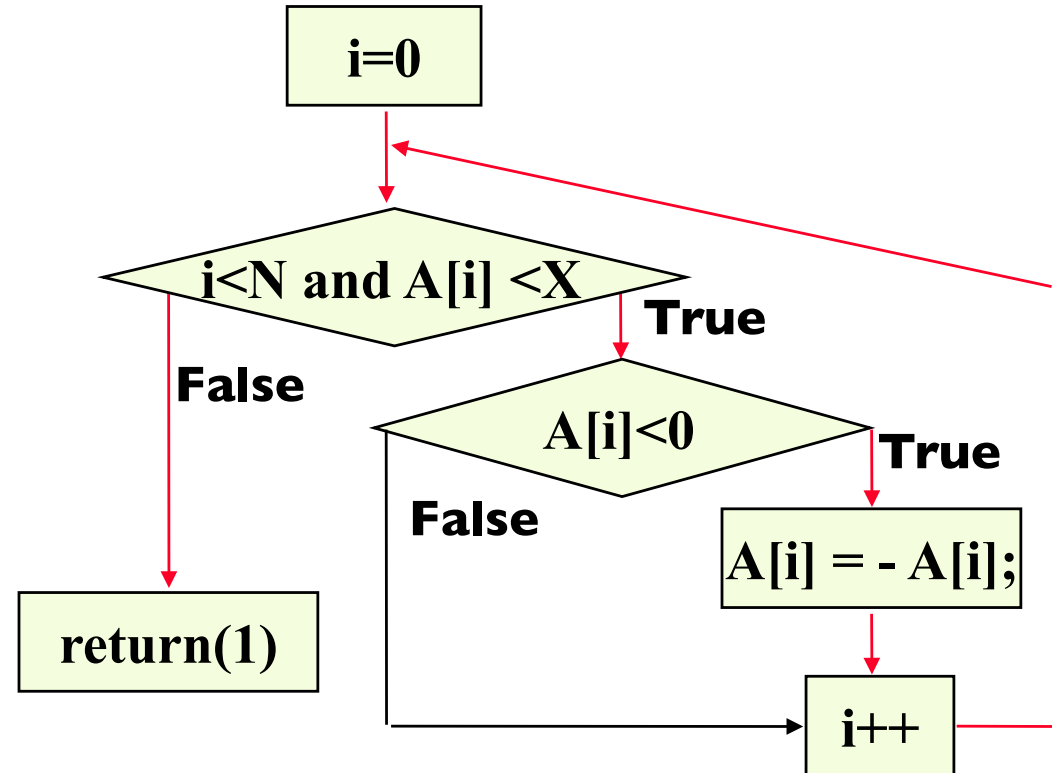 i=0
i<N and A[i] <X
True
False
A[i]<0
True
False
A[i] = - A[i];
return(1)
i++